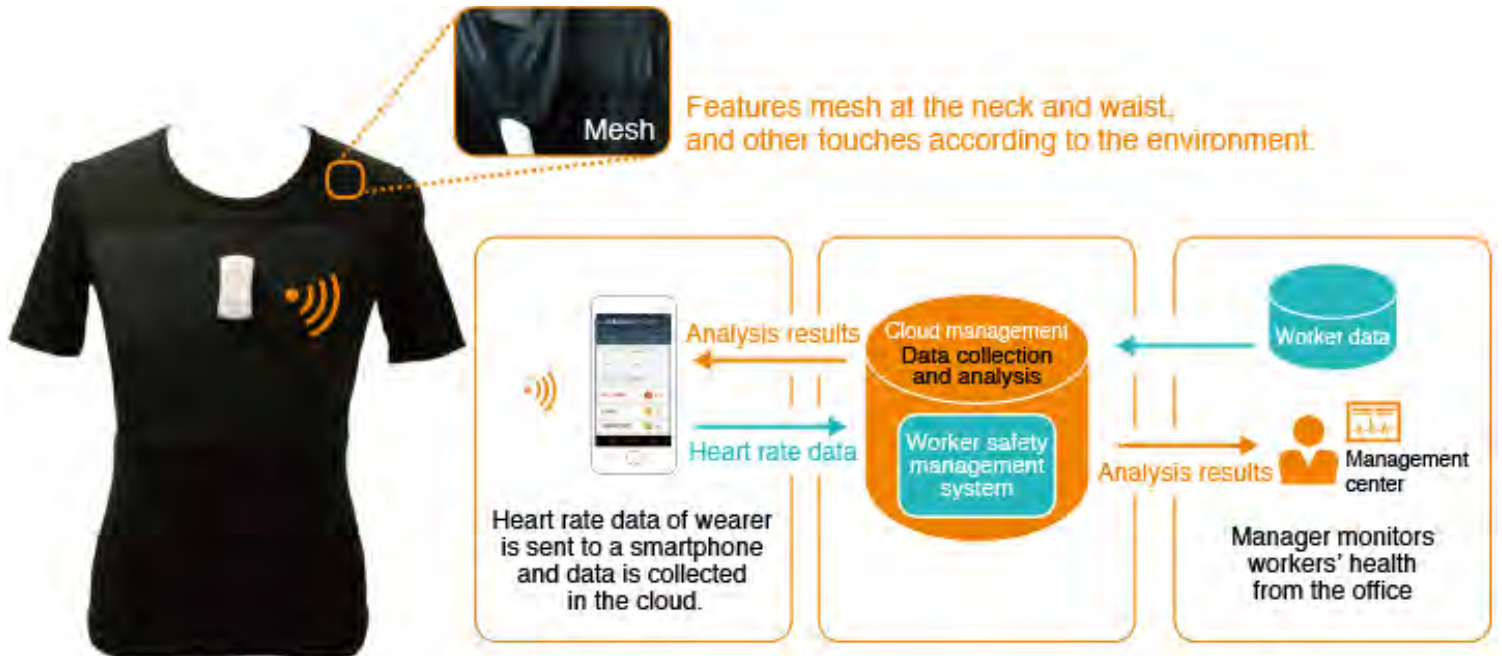 Mesh
Features mesh at the neck and waist,
and other touches according to the environment.
Analysis results
Heart rate data
Heart rate data of wearer
is sent to a smartphone
and data is collected
in the cloud.
Cloud management
Data collection
and analysis
Worker safety
management
system
Worker data
Analysis results
Management
center
Manager monitors
workers' health
from the office